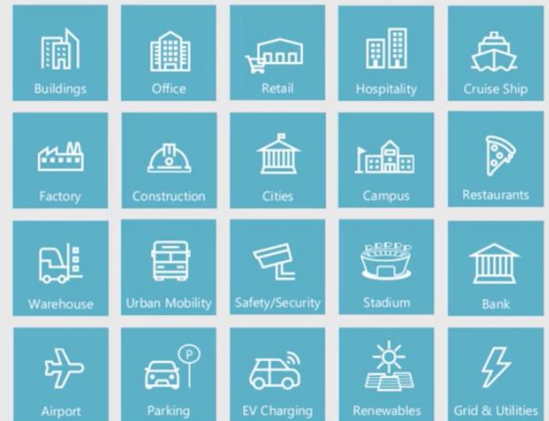 Buildings
Office
Retail
Hospitality
Cruise Ship
Factory
Construction
Cities
Campus
Restaurants
Warehouse
Urban Mobility
Safety/Security
Stadium
Bank
P
Airport
Parking
EV Charging
Renewables
Grid & Utilities